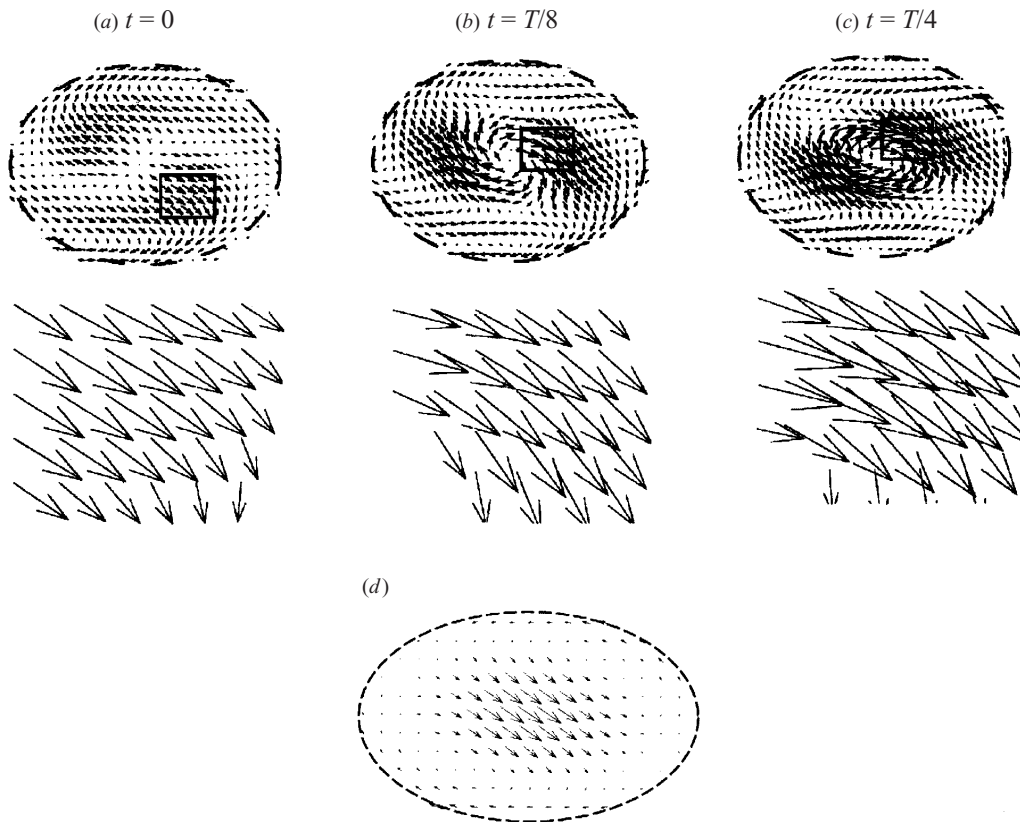 (a) t = 0
(b) t = T/8
(c) t = T/4
(d)